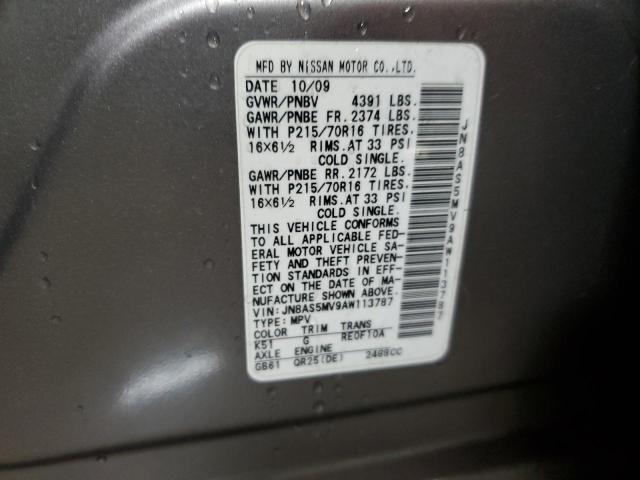 MFD BY NISSAN MOTOR CO.,LTD.
DATE 10/09
GVWR/PNBV 4391 LBS.
GAWR/PNBE FR. 2374 LBS.
WITH P215/70R16 TIRES.
16×6½ RIMS.AT 33 PSI
COLD SINGLE.
GAWR/PNBE RR. 2172 LBS.
WITH P215/70R16 TIRES.
16×6½ RIMS.AT 33 PSI
COLD SINGLE.
THIS VEHICLE CONFORMS
TO ALL APPLICABLE FED-
ERAL MOTOR VEHICLE SA-
FETY AND THEFT PREVEN-
TION STANDARDS IN EFF-
ECT ON THE DATE OF MA-
NUFACTURE SHOWN ABOVE.
VIN: JN8AS5MV9AW113787
TYPE: MPV
COLOR TRIM TRANS
K51 G RE0F10A
AXLE ENGINE
GB61 QR25(DE) 2488CC
JN8AS5MV9AW113787